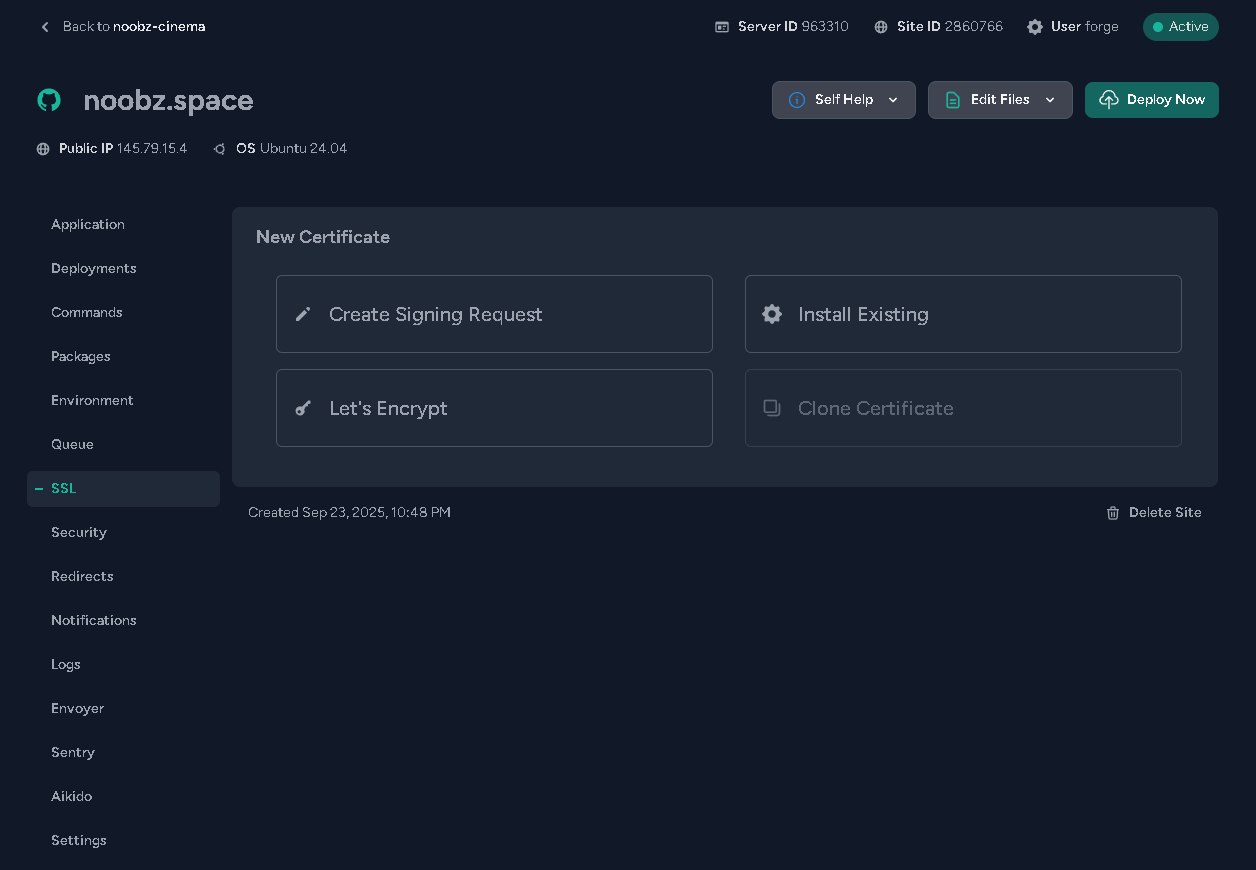 Back to noobz-cinema
Server ID 963310
Site ID 2860766
User forge
Active
noobz.space
Self Help
Edit Files
Deploy Now
Public IP 145.79.15.4
OS Ubuntu 24.04
Application
Deployments
Commands
Packages
Environment
Queue
SSL
Security
Redirects
Notifications
Logs
Envoyer
Sentry
Aikido
Settings
New Certificate
Create Signing Request
Install Existing
Let's Encrypt
Clone Certificate
Created Sep 23, 2025, 10:48 PM
Delete Site